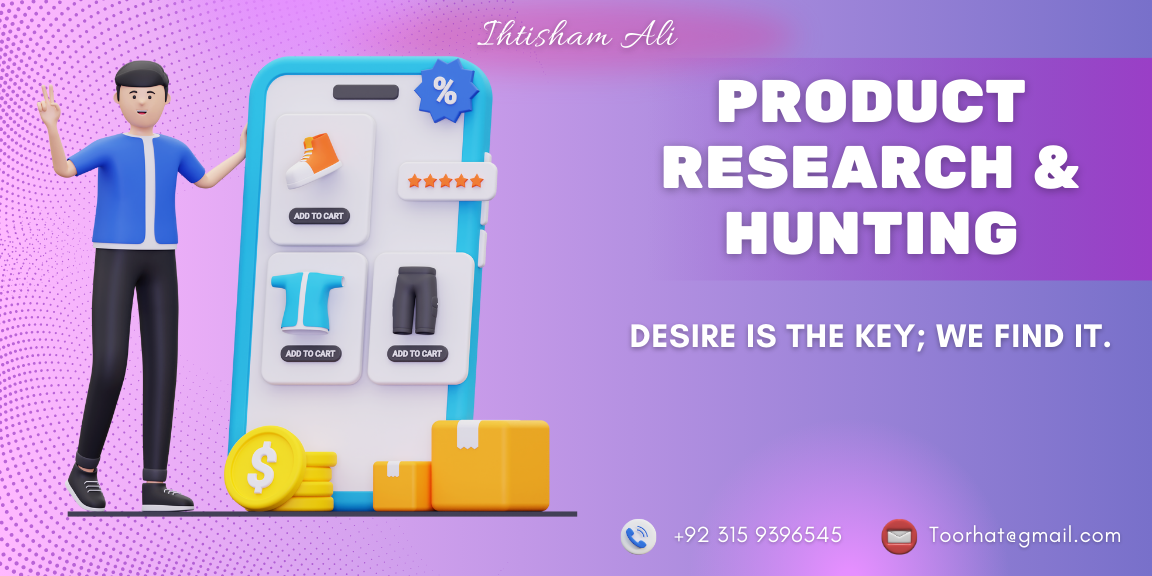 Ihtisham Ali
PRODUCT
RESEARCH &
HUNTING
DESIRE IS THE KEY; WE FIND IT.
%
ADD TO CART
ADD TO CART
ADD TO CART
$
+92 315 9396545
Toorhat@gmail.com